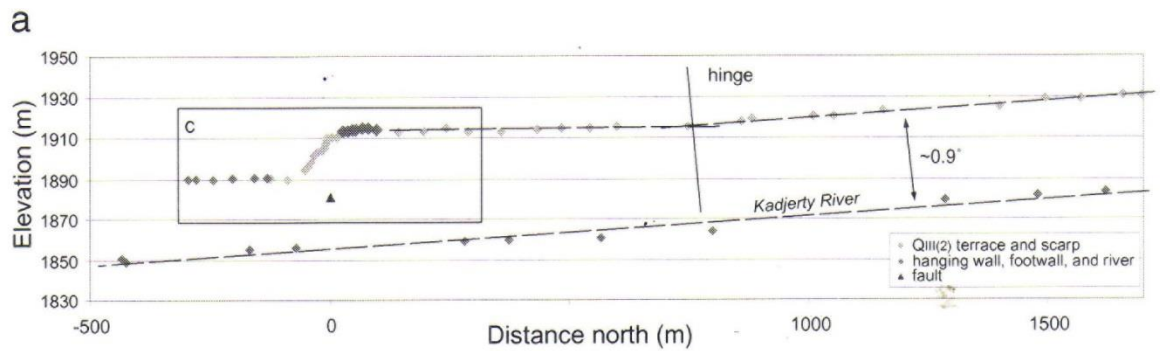 a
1950
1930
1910
1890
1870
1850
1830
Elevation (m)
C
hinge
~0.9°
Kadjerty River
QIII(2) terrace and scarp
hanging wall, footwall, and river
fault
-500
0
1000
1500
Distance north (m)